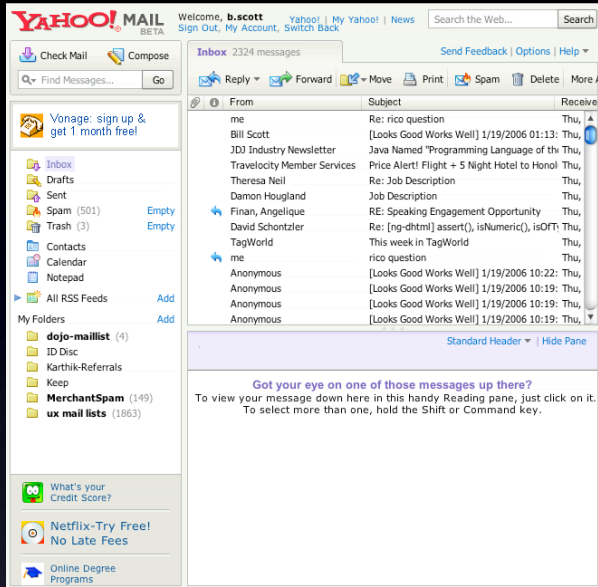 YAHOO! MAIL
BETA
Welcome, b.scott Yahoo! | My Yahoo! | News
Sign Out, My Account, Switch Back
Search the Web... Search
Check Mail Compose
Find Messages... Go
Vonage: sign up &
get 1 month free!
Inbox
Drafts
Sent
Spam (501) Empty
Trash (3) Empty
Contacts
Calendar
Notepad
All RSS Feeds Add
My Folders Add
dojo-maillist (4)
ID Disc
Karthik-Referrals
Keep
MerchantSpam (149)
ux mail lists (1863)
What's your
Credit Score?
Netflix-Try Free!
No Late Fees
Online Degree
Programs
Inbox 2324 messages
Send Feedback | Options | Help
Reply Forward Move Print Spam Delete More A
From Subject Receive
me Re: rico question Thu,
Bill Scott [Looks Good Works Well] 1/19/2006 01:13: Thu,
JDJ Industry Newsletter Java Named "Programming Language of th Thu,
Travelocity Member Services Price Alert! Flight + 5 Night Hotel to Honol Thu,
Theresa Neil Re: Job Description Thu,
Damon Hougland Job Description Thu,
Finan, Angelique RE: Speaking Engagement Opportunity Thu,
David Schontzler Re: [ng-dhtml] assert(), isNumeric(), isOfTy Thu,
TagWorld This week in TagWorld Thu,
me rico question Thu,
Anonymous [Looks Good Works Well] 1/19/2006 10:22: Thu,
Anonymous [Looks Good Works Well] 1/19/2006 10:19: Thu,
Anonymous [Looks Good Works Well] 1/19/2006 10:19: Thu,
Anonymous [Looks Good Works Well] 1/19/2006 10:19: Thu,
Standard Header | Hide Pane
Got your eye on one of those messages up there?
To view your message down here in this handy Reading pane, just click on it.
To select more than one, hold the Shift or Command key.